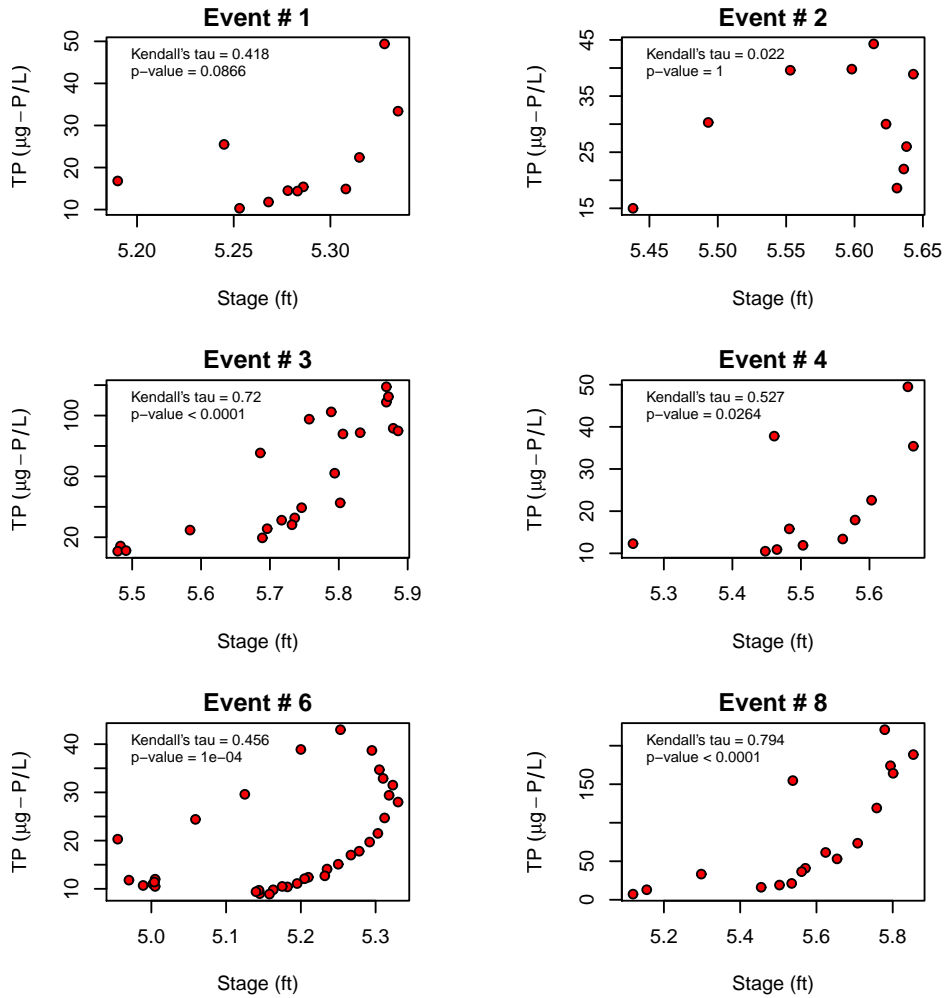 Event # 1
Kendall's tau = 0.418
p−value = 0.0866
TP (µg−P/L)
50
40
30
20
10
5.20
5.25
5.30
Stage (ft)
Event # 2
Kendall's tau = 0.022
p−value = 1
TP (µg−P/L)
45
35
25
15
5.45
5.50
5.55
5.60
5.65
Stage (ft)
Event # 3
Kendall's tau = 0.72
p−value < 0.0001
TP (µg−P/L)
100
60
20
5.5
5.6
5.7
5.8
5.9
Stage (ft)
Event # 4
Kendall's tau = 0.527
p−value = 0.0264
TP (µg−P/L)
50
40
30
20
10
5.3
5.4
5.5
5.6
Stage (ft)
Event # 6
Kendall's tau = 0.456
p−value = 1e−04
TP (µg−P/L)
40
30
20
10
5.0
5.1
5.2
5.3
Stage (ft)
Event # 8
Kendall's tau = 0.794
p−value < 0.0001
TP (µg−P/L)
150
50
0
5.2
5.4
5.6
5.8
Stage (ft)